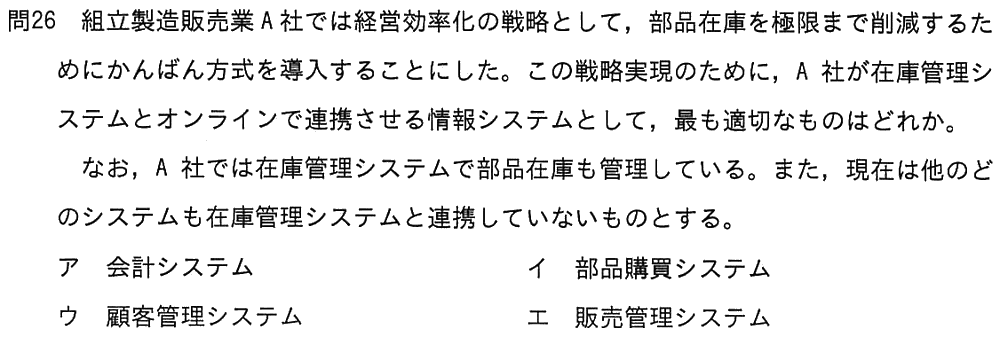 問26 組立製造販売業A社では経営効率化の戦略として，部品在庫を極限まで削減するた
めにかんばん方式を導入することにした。この戦略実現のために，A 社が在庫管理シ
ステムとオンラインで連携させる情報システムとして，最も適切なものはどれか。
なお，A 社では在庫管理システムで部品在庫も管理している。また，現在は他のど
のシステムも在庫管理システムと連携していないものとする。
ア 会計システム イ 部品購買システム
ウ 顧客管理システム エ 販売管理システム